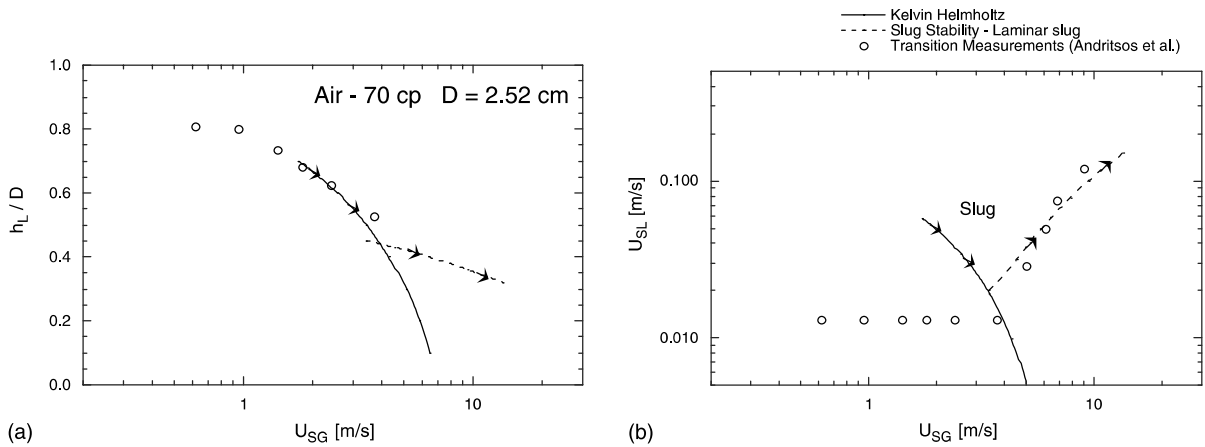 Kelvin Helmholtz
Slug Stability - Laminar slug
Transition Measurements (Andritsos et al.)
Air - 70 cp D = 2.52 cm
1.0
0.8
0.6
0.4
0.2
0.0
h_L / D
1
10
U_SG [m/s]
(a)
Slug
0.100
0.010
U_SL [m/s]
1
10
U_SG [m/s]
(b)